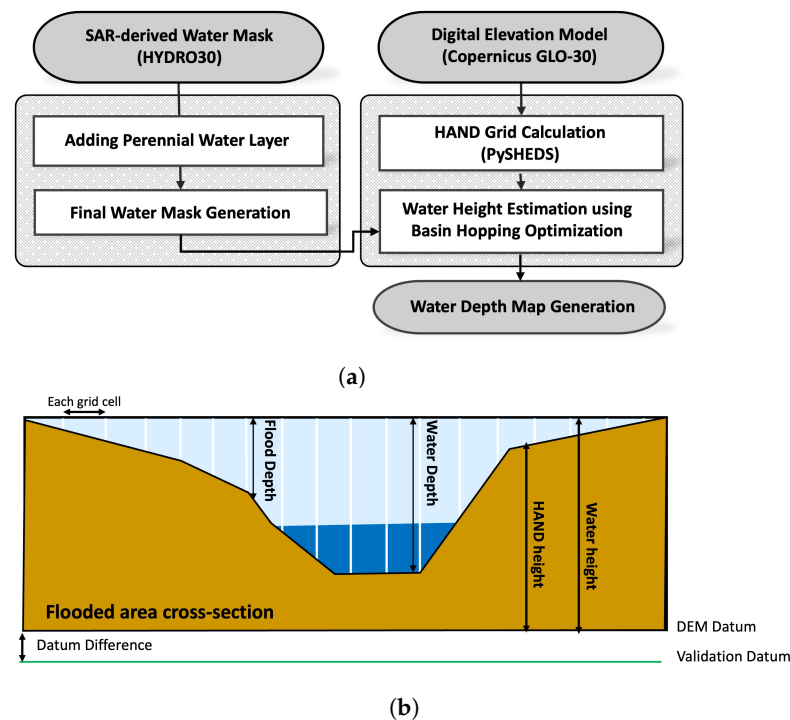 SAR-derived Water Mask
(HYDRO30)
Digital Elevation Model
(Copernicus GLO-30)
Adding Perennial Water Layer
HAND Grid Calculation
(PySHEDS)
Final Water Mask Generation
Water Height Estimation using
Basin Hopping Optimization
Water Depth Map Generation
(a)
Each grid cell
Flood Depth
Water Depth
HAND height
Water height
Flooded area cross-section
DEM Datum
Datum Difference
Validation Datum
(b)